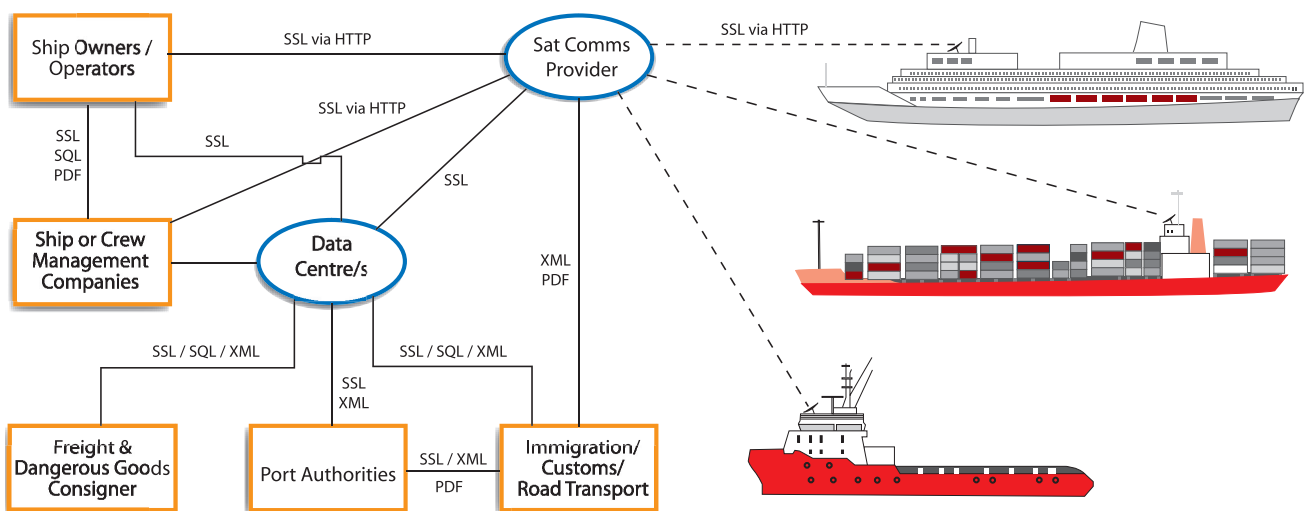 Ship Owners /
Operators
SSL via HTTP
Sat Comms
Provider
SSL via HTTP
SSL via HTTP
SSL
SQL
PDF
SSL
SSL
Ship or Crew
Management
Companies
Data
Centre/s
XML
PDF
SSL / SQL / XML
SSL
XML
SSL / SQL / XML
Freight &
Dangerous Goods
Consigner
Port Authorities
SSL / XML
PDF
Immigration/
Customs/
Road Transport